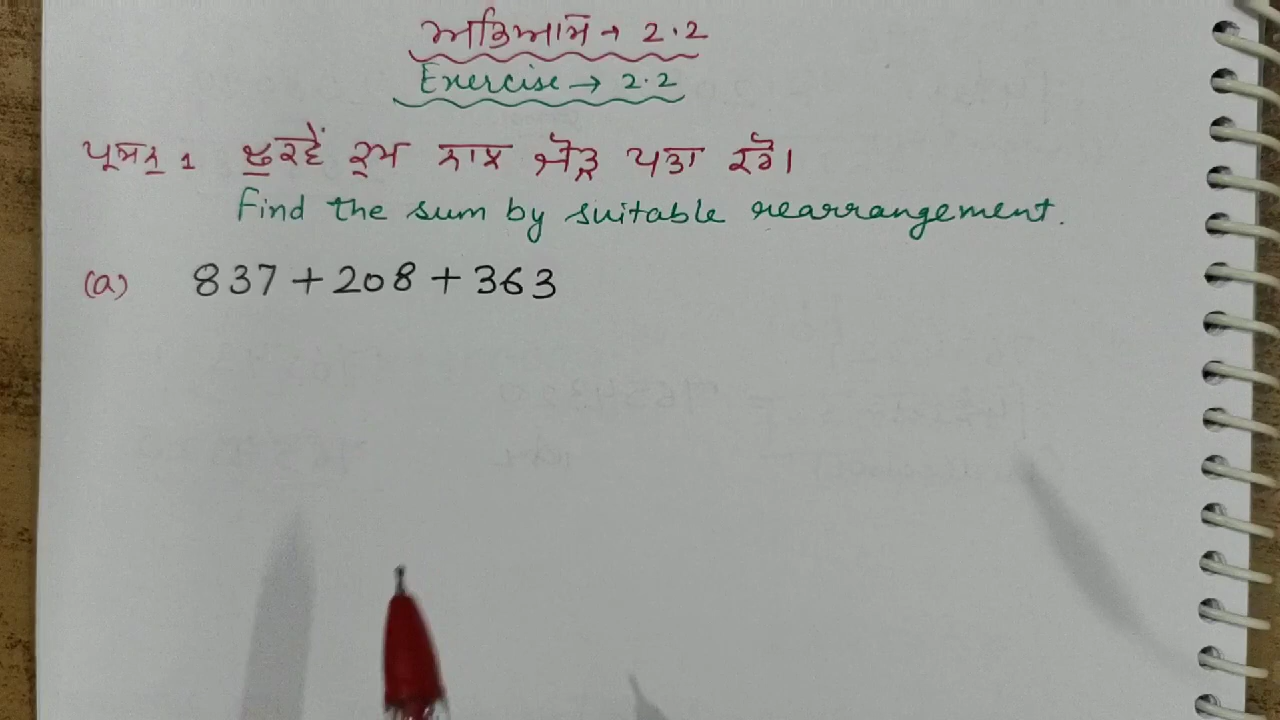 ਅਭਿਆਸ → 2.2
Exercise → 2.2
ਪ੍ਰਸ਼ਨ 1 ਢੁਕਵੇਂ ਕ੍ਰਮ ਨਾਲ ਜੋੜ ਪਤਾ ਕਰੋ।
Find the sum by suitable rearrangement.
(a) 837 + 208 + 363